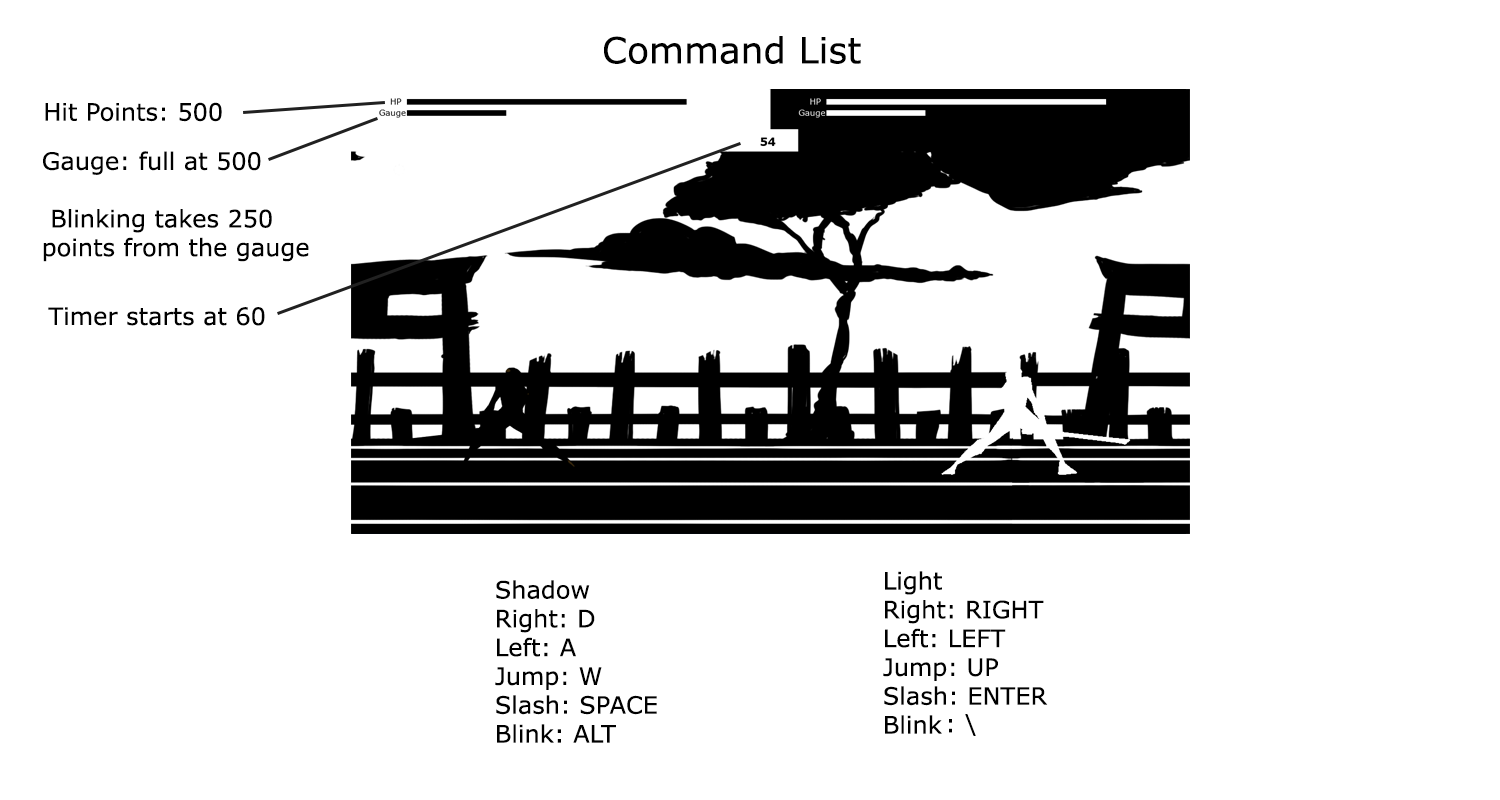 Command List
Hit Points: 500
HP
HP
Gauge
Gauge
54
Gauge: full at 500
Blinking takes 250
points from the gauge
Timer starts at 60
Shadow
Right: D
Left: A
Jump: W
Slash: SPACE
Blink: ALT
Light
Right: RIGHT
Left: LEFT
Jump: UP
Slash: ENTER
Blink: \